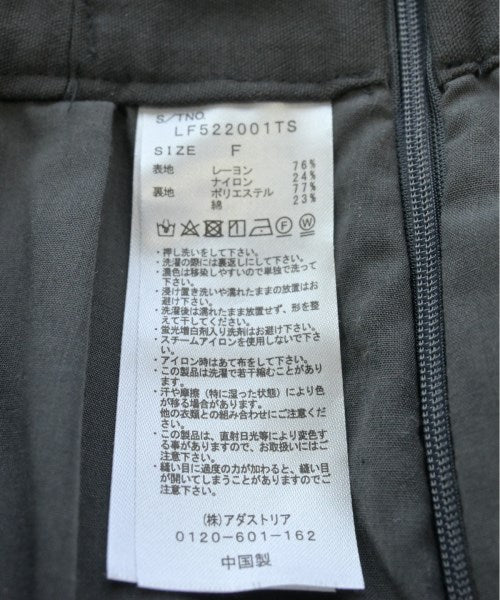 S/TNO.
LF522001TS
SIZE F
表地 レーヨン 76%
ナイロン 24%
裏地 ポリエステル 77%
綿 23%
・押し洗いをして下さい。
・洗濯の際には裏返しにして下さい。
・濃色は移染しやすいので単独で洗って
下さい。
・浸け置き洗いや濡れたままの放置はお
避け下さい。
・洗濯後は濡れたまま放置せず、形を整
えて干してください。
・蛍光増白剤入り洗剤はお避け下さい。
・スチームアイロンを使用しないで下さ
い。
・アイロン時はあて布をして下さい。
・この製品は洗濯で若干縮むことがあり
ます。
・汗や摩擦（特に湿った状態）により色
が移る場合があります。
他の衣類との組み合わせにご注意くだ
さい。
・この製品は、直射日光等により変色す
る事がありますので、お取扱いにはご
注意下さい。
・縫い目に過度の力が加わると、縫い目
が開いてしまうことがありますのでご
注意下さい。
（株）アダストリア
0120-601-162
中国製